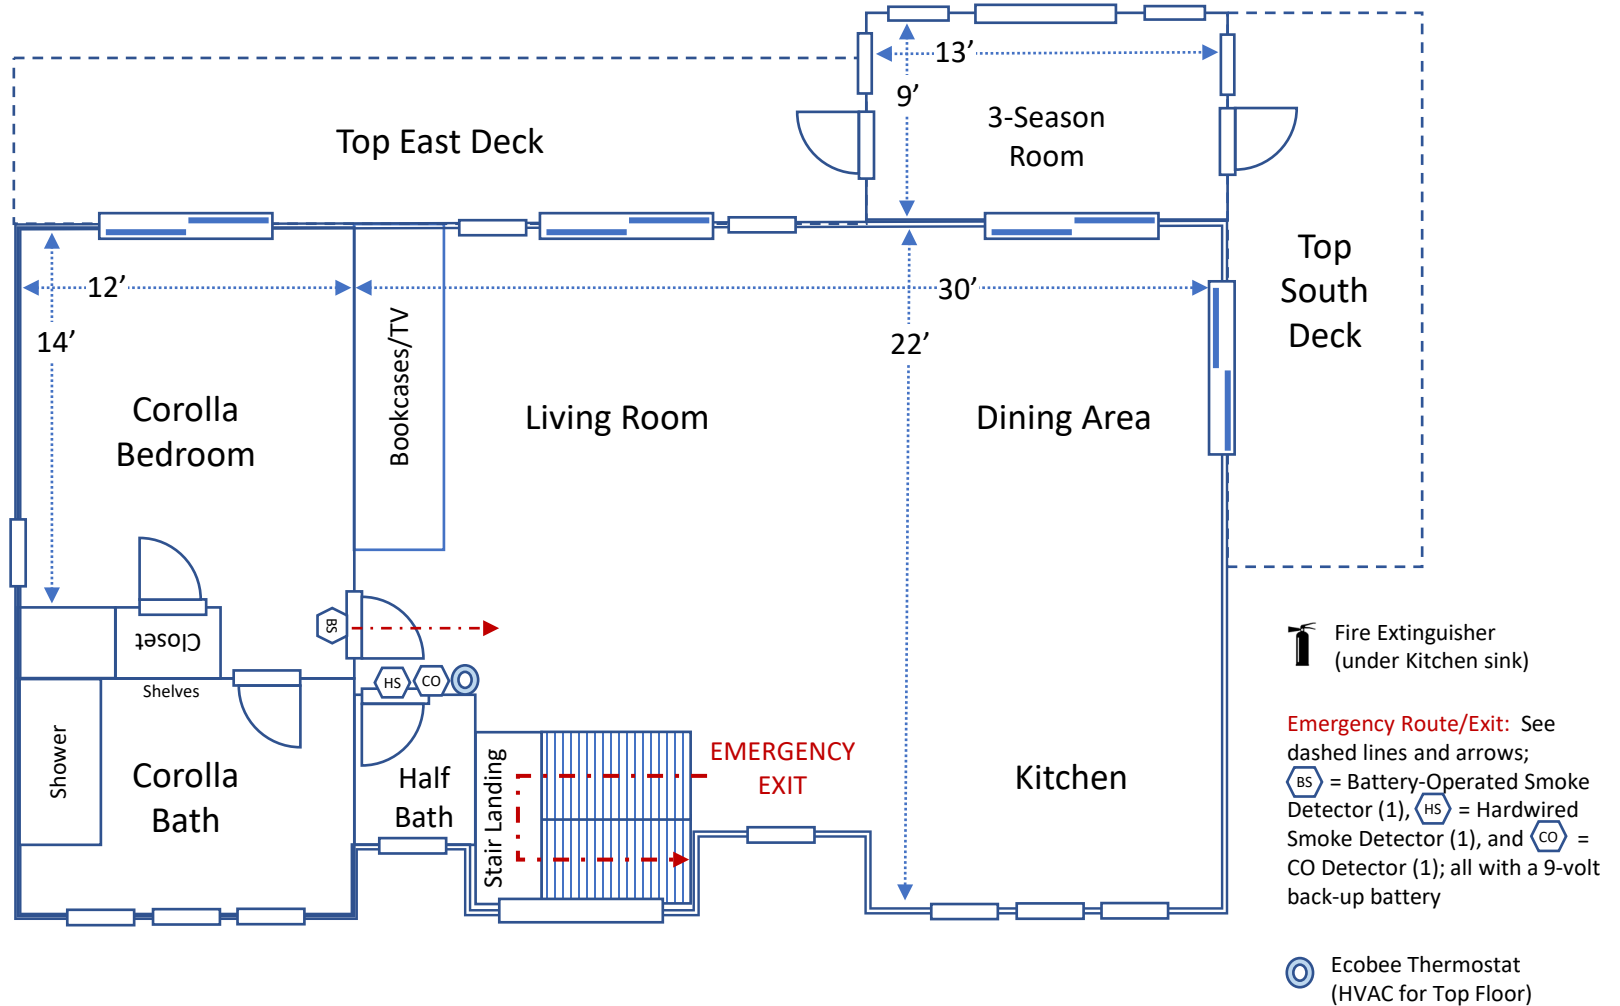 13’
9’
3-Season
Room
Top East Deck
Top
South
Deck
12’
30’
14’
22’
Bookcases/TV
Corolla
Bedroom
Living Room
Dining Area
BS
Closet
Shelves
HS
CO
Shower
Corolla
Bath
Half
Bath
Stair Landing
EMERGENCY
EXIT
Kitchen
Fire Extinguisher
(under Kitchen sink)
Emergency Route/Exit: See
dashed lines and arrows;
BS = Battery-Operated Smoke
Detector (1), HS = Hardwired
Smoke Detector (1), and CO =
CO Detector (1); all with a 9-volt
back-up battery
Ecobee Thermostat
(HVAC for Top Floor)